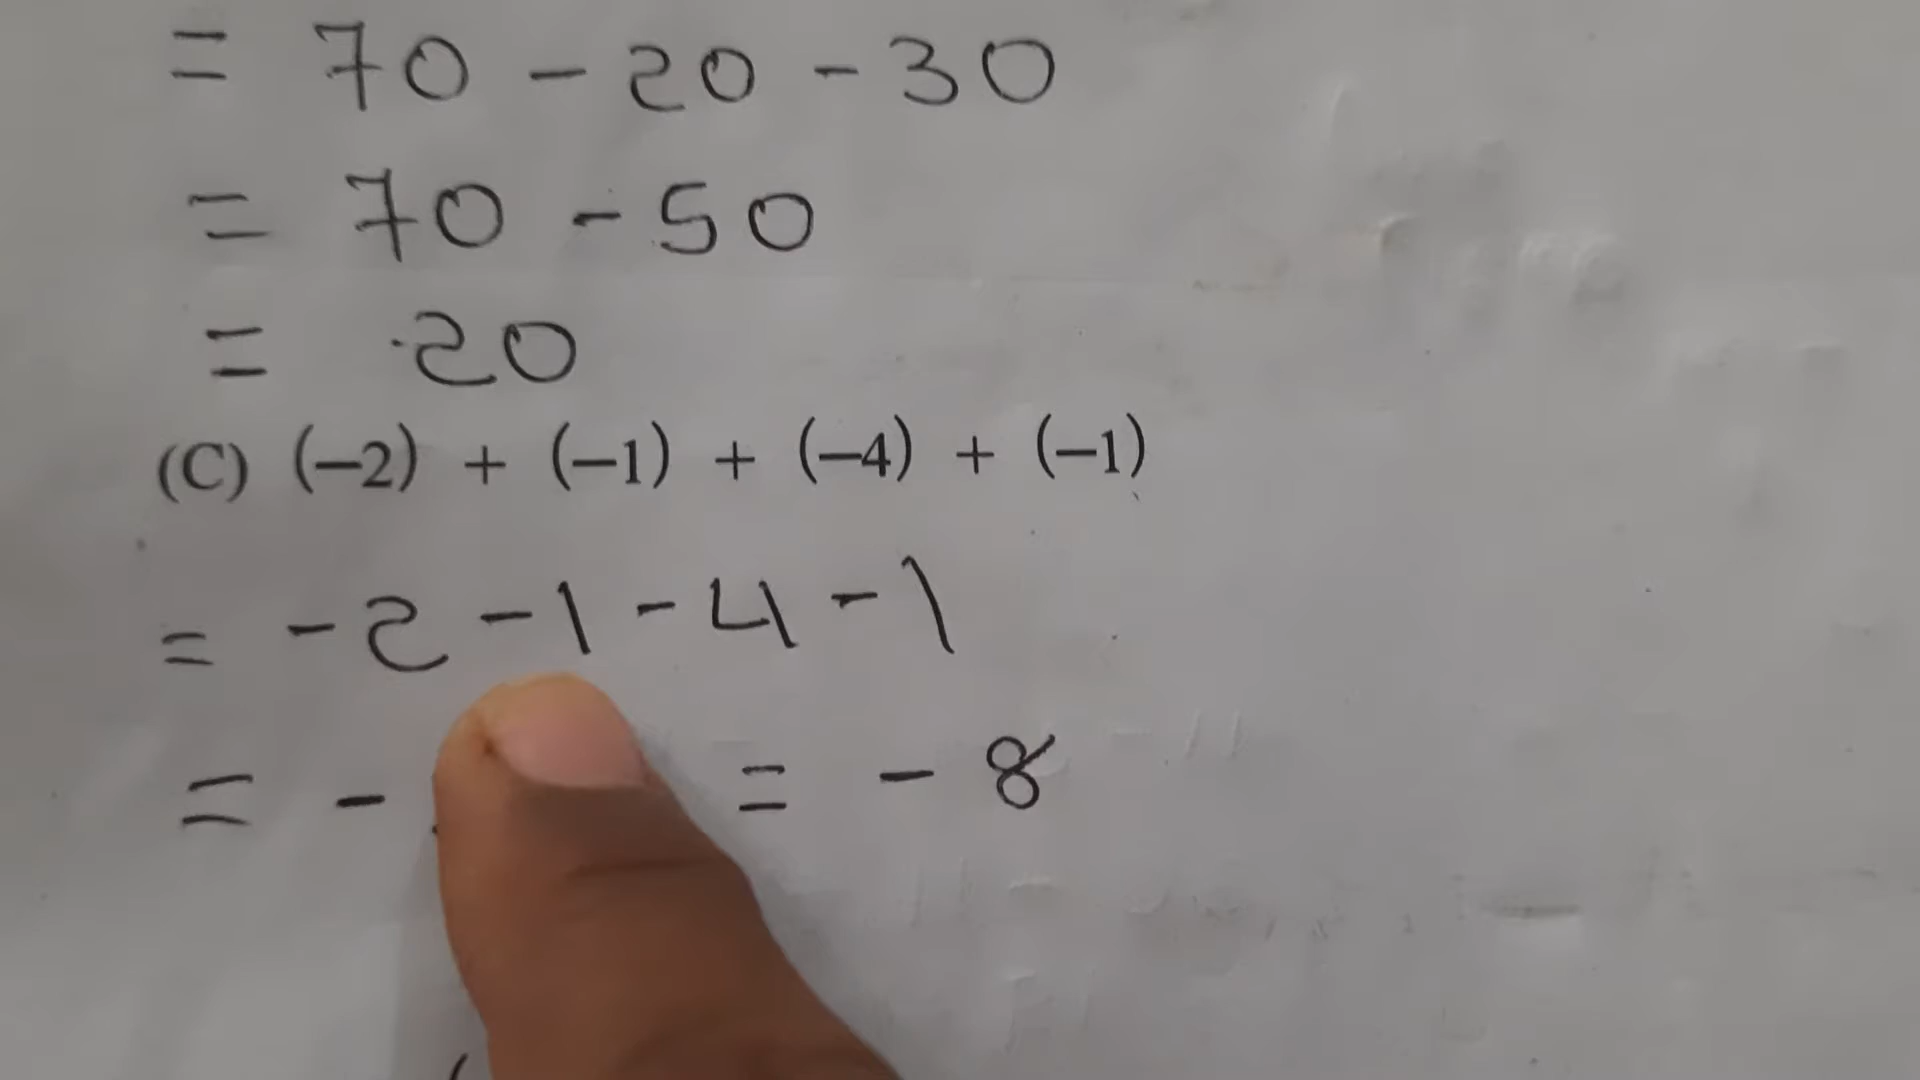 = 70 - 20 - 30
= 70 - 50
= 20
(C) (−2) + (−1) + (−4) + (−1)
= - 2 - 1 - 4 - 1
= - = - 8